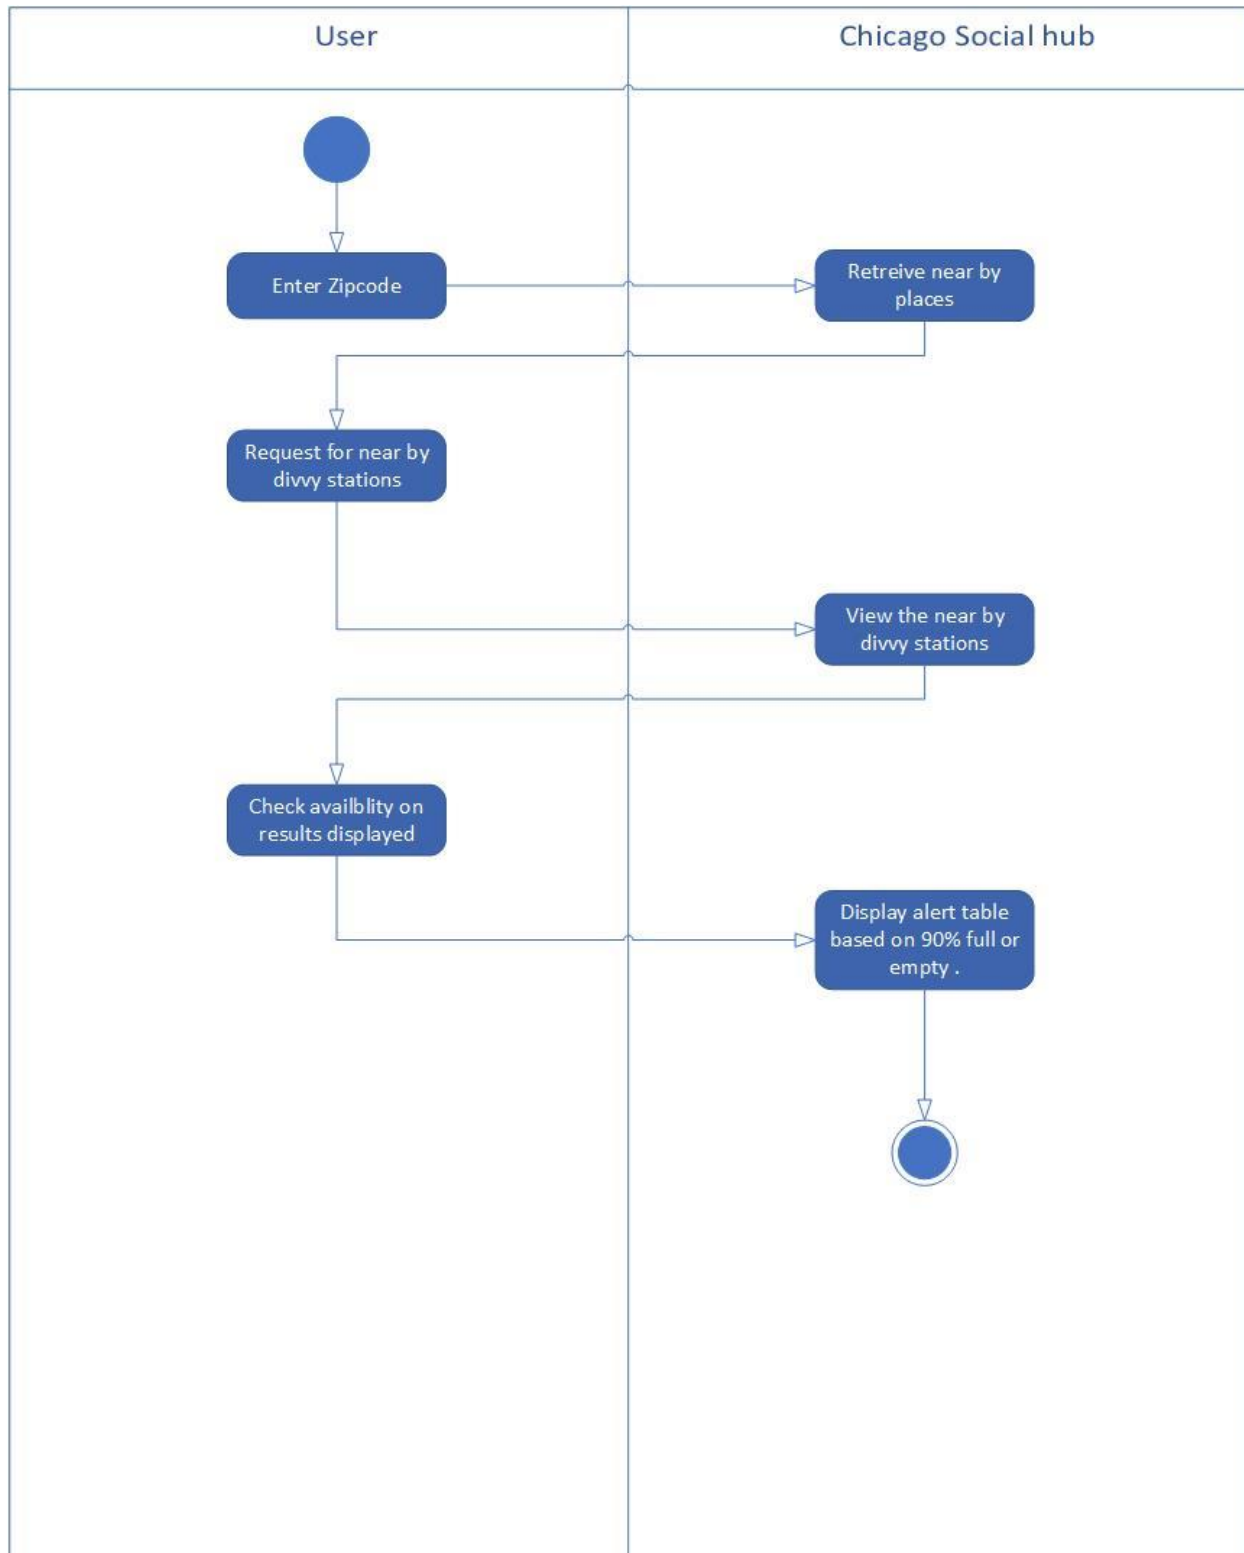 User
Chicago Social hub
Enter Zipcode
Retreive near by
places
Request for near by
divvy stations
View the near by
divvy stations
Check availblity on
results displayed
Display alert table
based on 90% full or
empty .